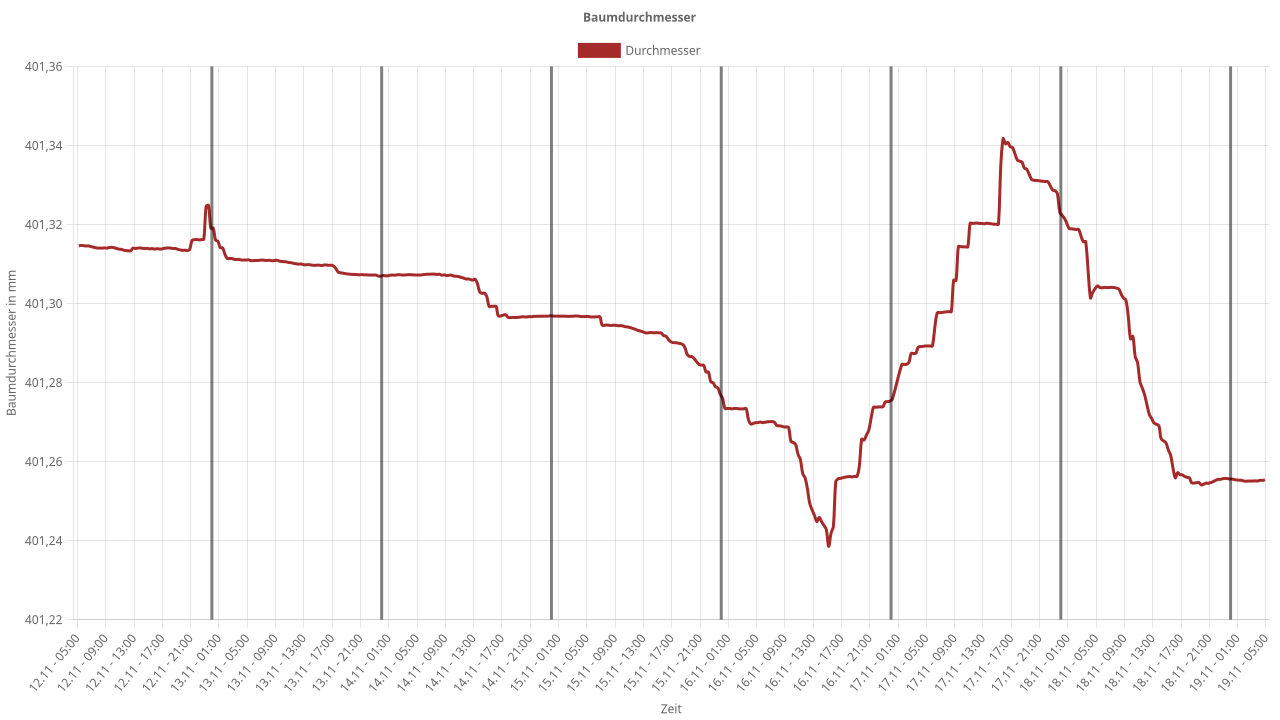 Baumdurchmesser
Durchmesser
Baumdurchmesser in mm
401,36
401,34
401,32
401,30
401,28
401,26
401,24
401,22
12.11 - 05:00
12.11 - 09:00
12.11 - 13:00
12.11 - 17:00
12.11 - 21:00
13.11 - 01:00
13.11 - 05:00
13.11 - 09:00
13.11 - 13:00
13.11 - 17:00
13.11 - 21:00
14.11 - 01:00
14.11 - 05:00
14.11 - 09:00
14.11 - 13:00
14.11 - 17:00
14.11 - 21:00
15.11 - 01:00
15.11 - 05:00
15.11 - 09:00
15.11 - 13:00
15.11 - 17:00
15.11 - 21:00
16.11 - 01:00
16.11 - 05:00
16.11 - 09:00
16.11 - 13:00
16.11 - 17:00
16.11 - 21:00
17.11 - 01:00
17.11 - 05:00
17.11 - 09:00
17.11 - 13:00
17.11 - 17:00
17.11 - 21:00
18.11 - 01:00
18.11 - 05:00
18.11 - 09:00
18.11 - 13:00
18.11 - 17:00
18.11 - 21:00
19.11 - 01:00
19.11 - 05:00
Zeit